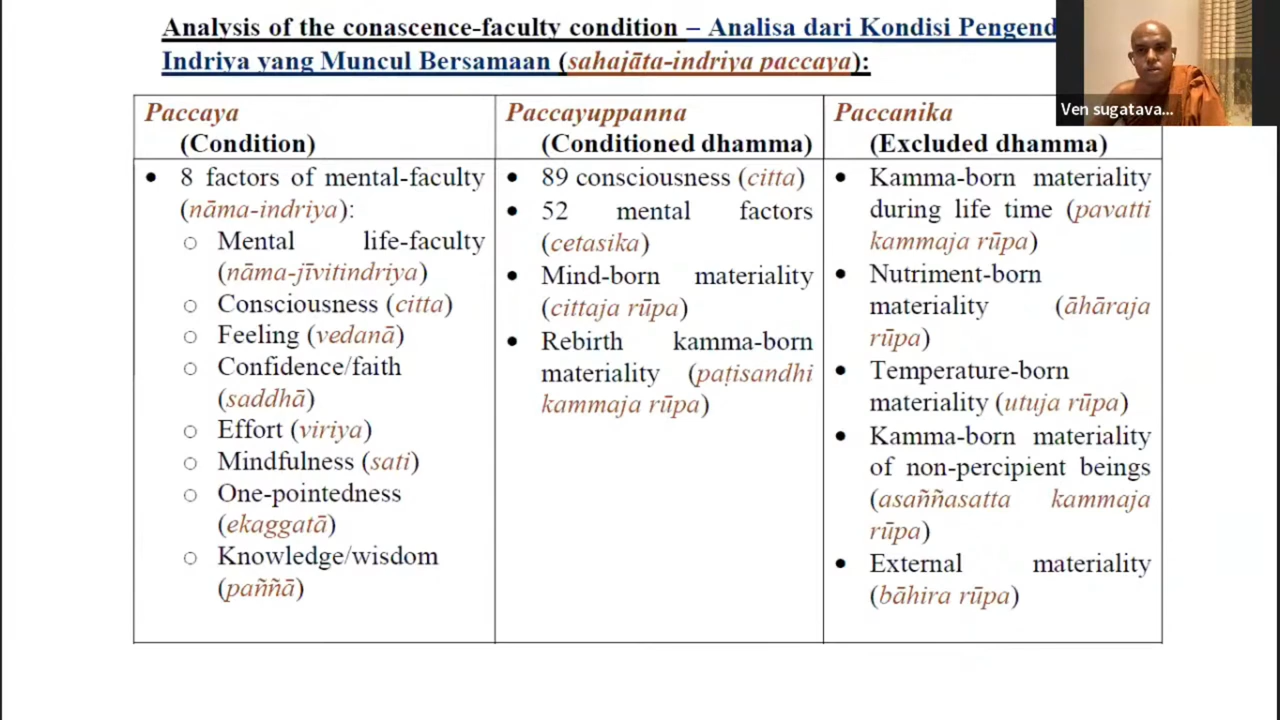 Analysis of the conascence-faculty condition – Analisa dari Kondisi Pengend
Indriya yang Muncul Bersamaan (sahajāta-indriya paccaya):
Ven sugatava...
Paccaya
(Condition)
Paccayuppanna
(Conditioned dhamma)
Paccanika
(Excluded dhamma)
• 8 factors of mental-faculty
(nāma-indriya):
○ Mental life-faculty
(nāma-jīvitindriya)
○ Consciousness (citta)
○ Feeling (vedanā)
○ Confidence/faith
(saddhā)
○ Effort (viriya)
○ Mindfulness (sati)
○ One-pointedness
(ekaggatā)
○ Knowledge/wisdom
(paññā)
• 89 consciousness (citta)
• 52 mental factors
(cetasika)
• Mind-born materiality
(cittaja rūpa)
• Rebirth kamma-born
materiality (paṭisandhi
kammaja rūpa)
• Kamma-born materiality
during life time (pavatti
kammaja rūpa)
• Nutriment-born
materiality (āhāraja
rūpa)
• Temperature-born
materiality (utuja rūpa)
• Kamma-born materiality
of non-percipient beings
(asaññasatta kammaja
rūpa)
• External materiality
(bāhira rūpa)